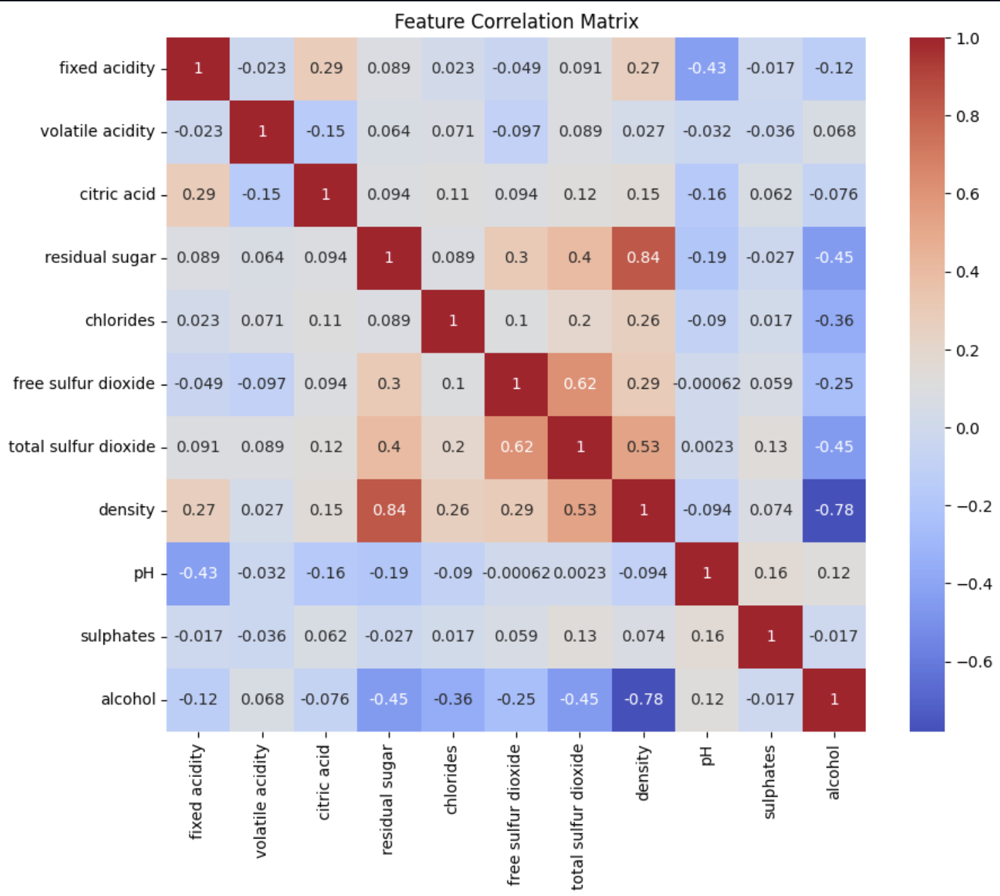 Feature Correlation Matrix
fixed acidity 1 -0.023 0.29 0.089 0.023 -0.049 0.091 0.27 -0.43 -0.017 -0.12
volatile acidity -0.023 1 -0.15 0.064 0.071 -0.097 0.089 0.027 -0.032 -0.036 0.068
citric acid 0.29 -0.15 1 0.094 0.11 0.094 0.12 0.15 -0.16 0.062 -0.076
residual sugar 0.089 0.064 0.094 1 0.089 0.3 0.4 0.84 -0.19 -0.027 -0.45
chlorides 0.023 0.071 0.11 0.089 1 0.1 0.2 0.26 -0.09 0.017 -0.36
free sulfur dioxide -0.049 -0.097 0.094 0.3 0.1 1 0.62 0.29 -0.00062 0.059 -0.25
total sulfur dioxide 0.091 0.089 0.12 0.4 0.2 0.62 1 0.53 0.0023 0.13 -0.45
density 0.27 0.027 0.15 0.84 0.26 0.29 0.53 1 -0.094 0.074 -0.78
pH -0.43 -0.032 -0.16 -0.19 -0.09 -0.00062 0.0023 -0.094 1 0.16 0.12
sulphates -0.017 -0.036 0.062 -0.027 0.017 0.059 0.13 0.074 0.16 1 -0.017
alcohol -0.12 0.068 -0.076 -0.45 -0.36 -0.25 -0.45 -0.78 0.12 -0.017 1
fixed acidity
volatile acidity
citric acid
residual sugar
chlorides
free sulfur dioxide
total sulfur dioxide
density
pH
sulphates
alcohol
1.0
0.8
0.6
0.4
0.2
0.0
−0.2
−0.4
−0.6